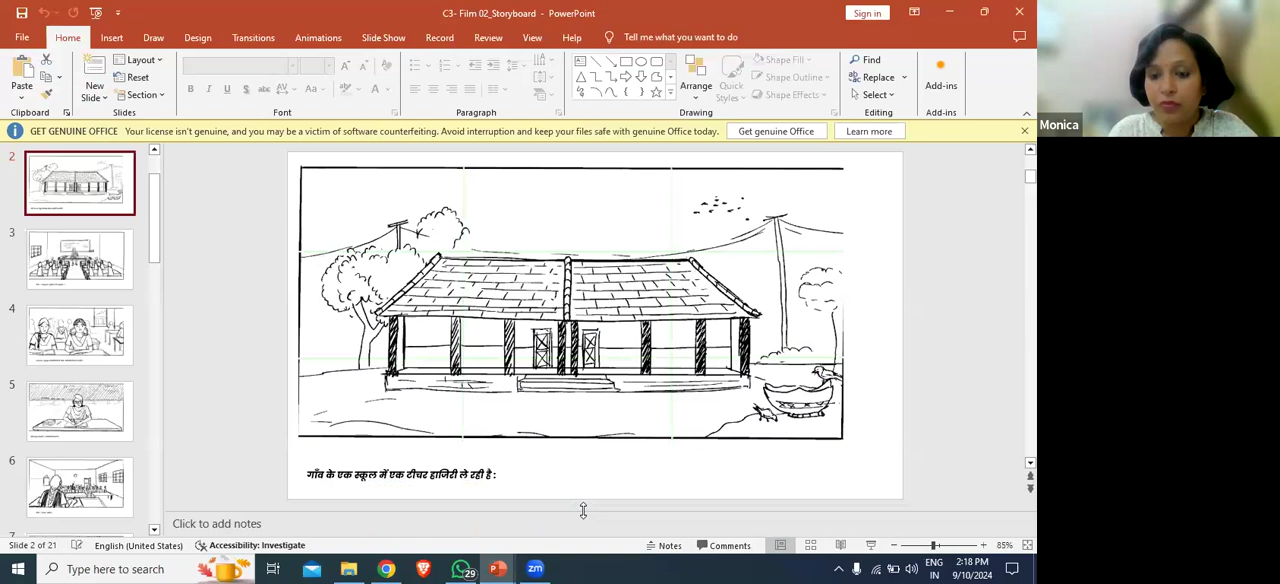 C3- Film 02_Storyboard - PowerPoint
Sign in
File Home Insert Draw Design Transitions Animations Slide Show Record Review View Help Tell me what you want to do
Paste
Clipboard
New Slide
Layout
Reset
Section
Slides
B I U S abc AV Aa
Font
Paragraph
Arrange
Quick Styles
Shape Fill
Shape Outline
Shape Effects
Drawing
Find
Replace
Select
Editing
Add-ins
Add-ins
GET GENUINE OFFICE Your license isn't genuine, and you may be a victim of software counterfeiting. Avoid interruption and keep your files safe with genuine Office today. Get genuine Office Learn more
Monica
2
3
4
5
6
7
गाँव के एक स्कूल में एक टीचर हाजिरी ले रही है :
Click to add notes
Slide 2 of 21 English (United States) Accessibility: Investigate Notes Comments 85%
Type here to search
29
zm
ENG
IN
2:18 PM
9/10/2024